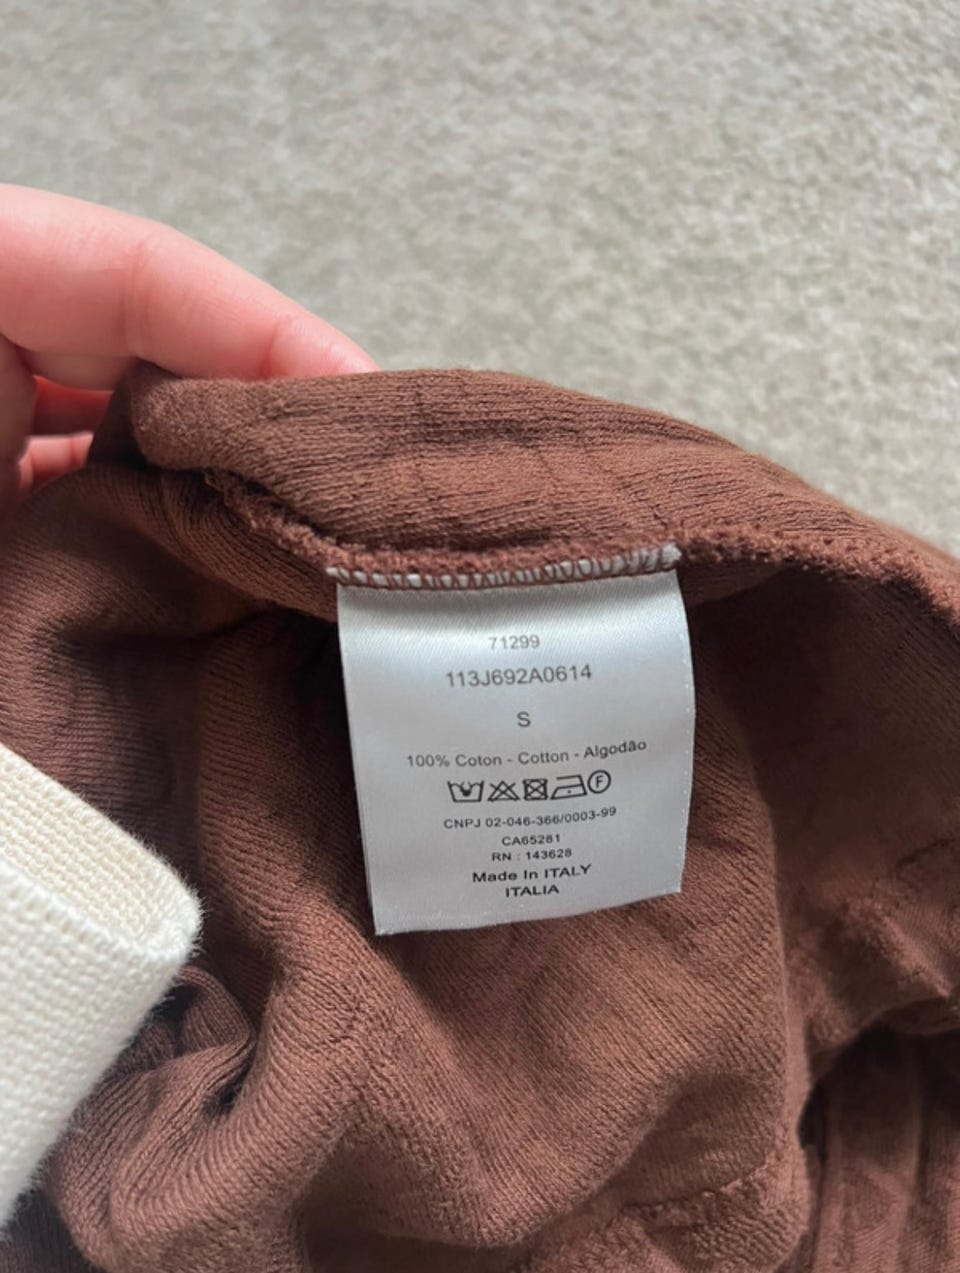 71299
113J692A0614
S
100% Coton - Cotton - Algodão
F
CNPJ 02-046-366/0003-99
CA65281
RN : 143628
Made In ITALY
ITALIA